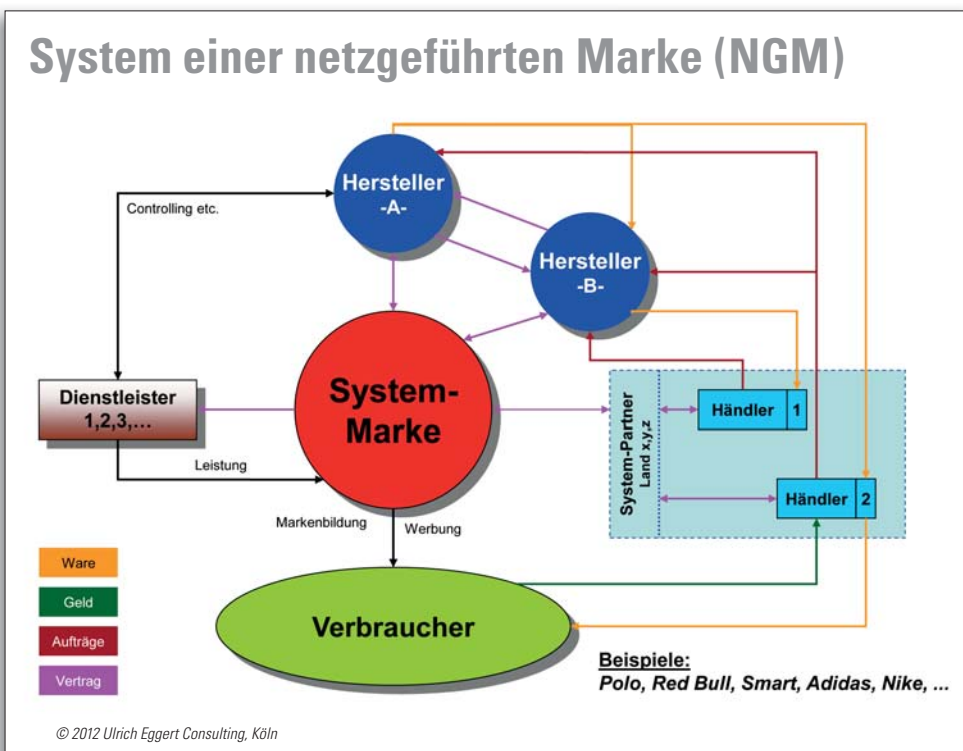 System einer netzgeführten Marke (NGM)
Hersteller
-A-
Controlling etc.
Hersteller
-B-
Dienstleister
1,2,3,...
System-
Marke
System-Partner
Land x,y,z
Händler 1
Händler 2
Leistung
Markenbildung
Werbung
Ware
Geld
Aufträge
Vertrag
Verbraucher
Beispiele:
Polo, Red Bull, Smart, Adidas, Nike, ...
© 2012 Ulrich Eggert Consulting, Köln